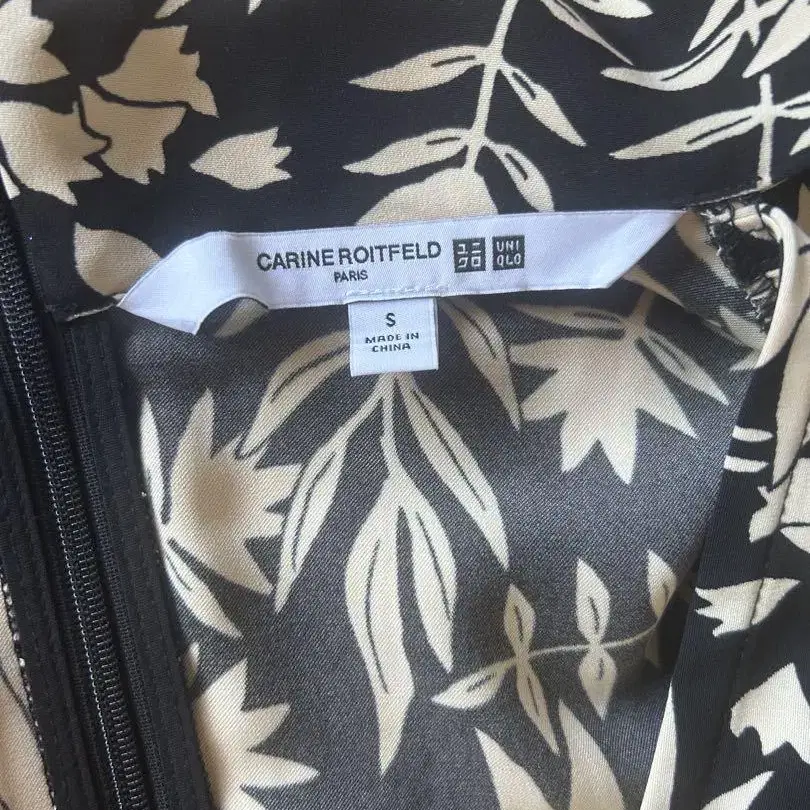 CARINE ROITFELD
PARIS
ユニ
クロ
UNI
QLO
S
MADE IN
CHINA